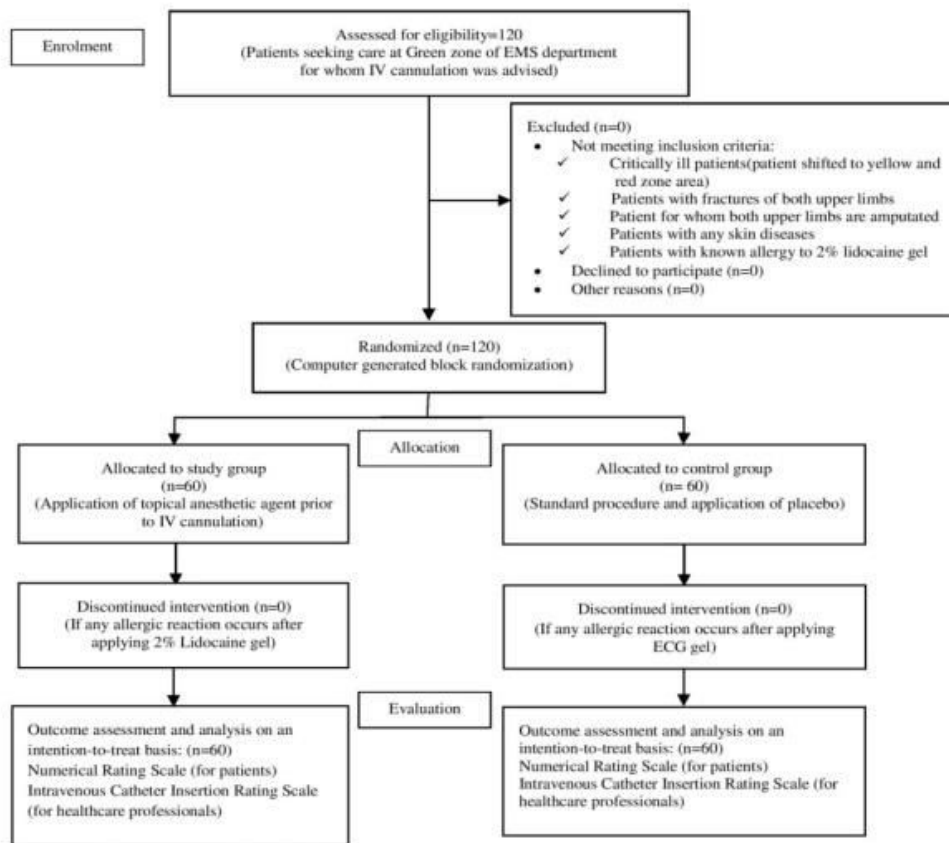 Enrolment
Assessed for eligibility=120
(Patients seeking care at Green zone of EMS department
for whom IV cannulation was advised)
Excluded (n=0)
• Not meeting inclusion criteria:
✓ Critically ill patients(patient shifted to yellow and
red zone area)
✓ Patients with fractures of both upper limbs
✓ Patient for whom both upper limbs are amputated
✓ Patients with any skin diseases
✓ Patients with known allergy to 2% lidocaine gel
• Declined to participate (n=0)
• Other reasons (n=0)
Randomized (n=120)
(Computer generated block randomization)
Allocation
Allocated to study group
(n=60)
(Application of topical anesthetic agent prior
to IV cannulation)
Allocated to control group
(n= 60)
(Standard procedure and application of placebo)
Discontinued intervention (n=0)
(If any allergic reaction occurs after
applying 2% Lidocaine gel)
Discontinued intervention (n=0)
(If any allergic reaction occurs after applying
ECG gel)
Evaluation
Outcome assessment and analysis on an
intention-to-treat basis: (n=60)
Numerical Rating Scale (for patients)
Intravenous Catheter Insertion Rating Scale
(for healthcare professionals)
Outcome assessment and analysis on an
intention-to-treat basis: (n=60)
Numerical Rating Scale (for patients)
Intravenous Catheter Insertion Rating Scale (for
healthcare professionals)